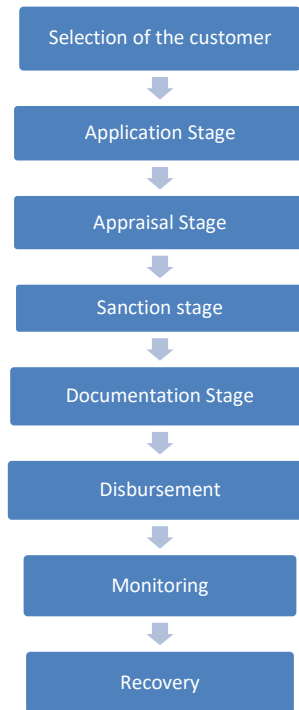 Selection of the customer
Application Stage
Appraisal Stage
Sanction stage
Documentation Stage
Disbursement
Monitoring
Recovery